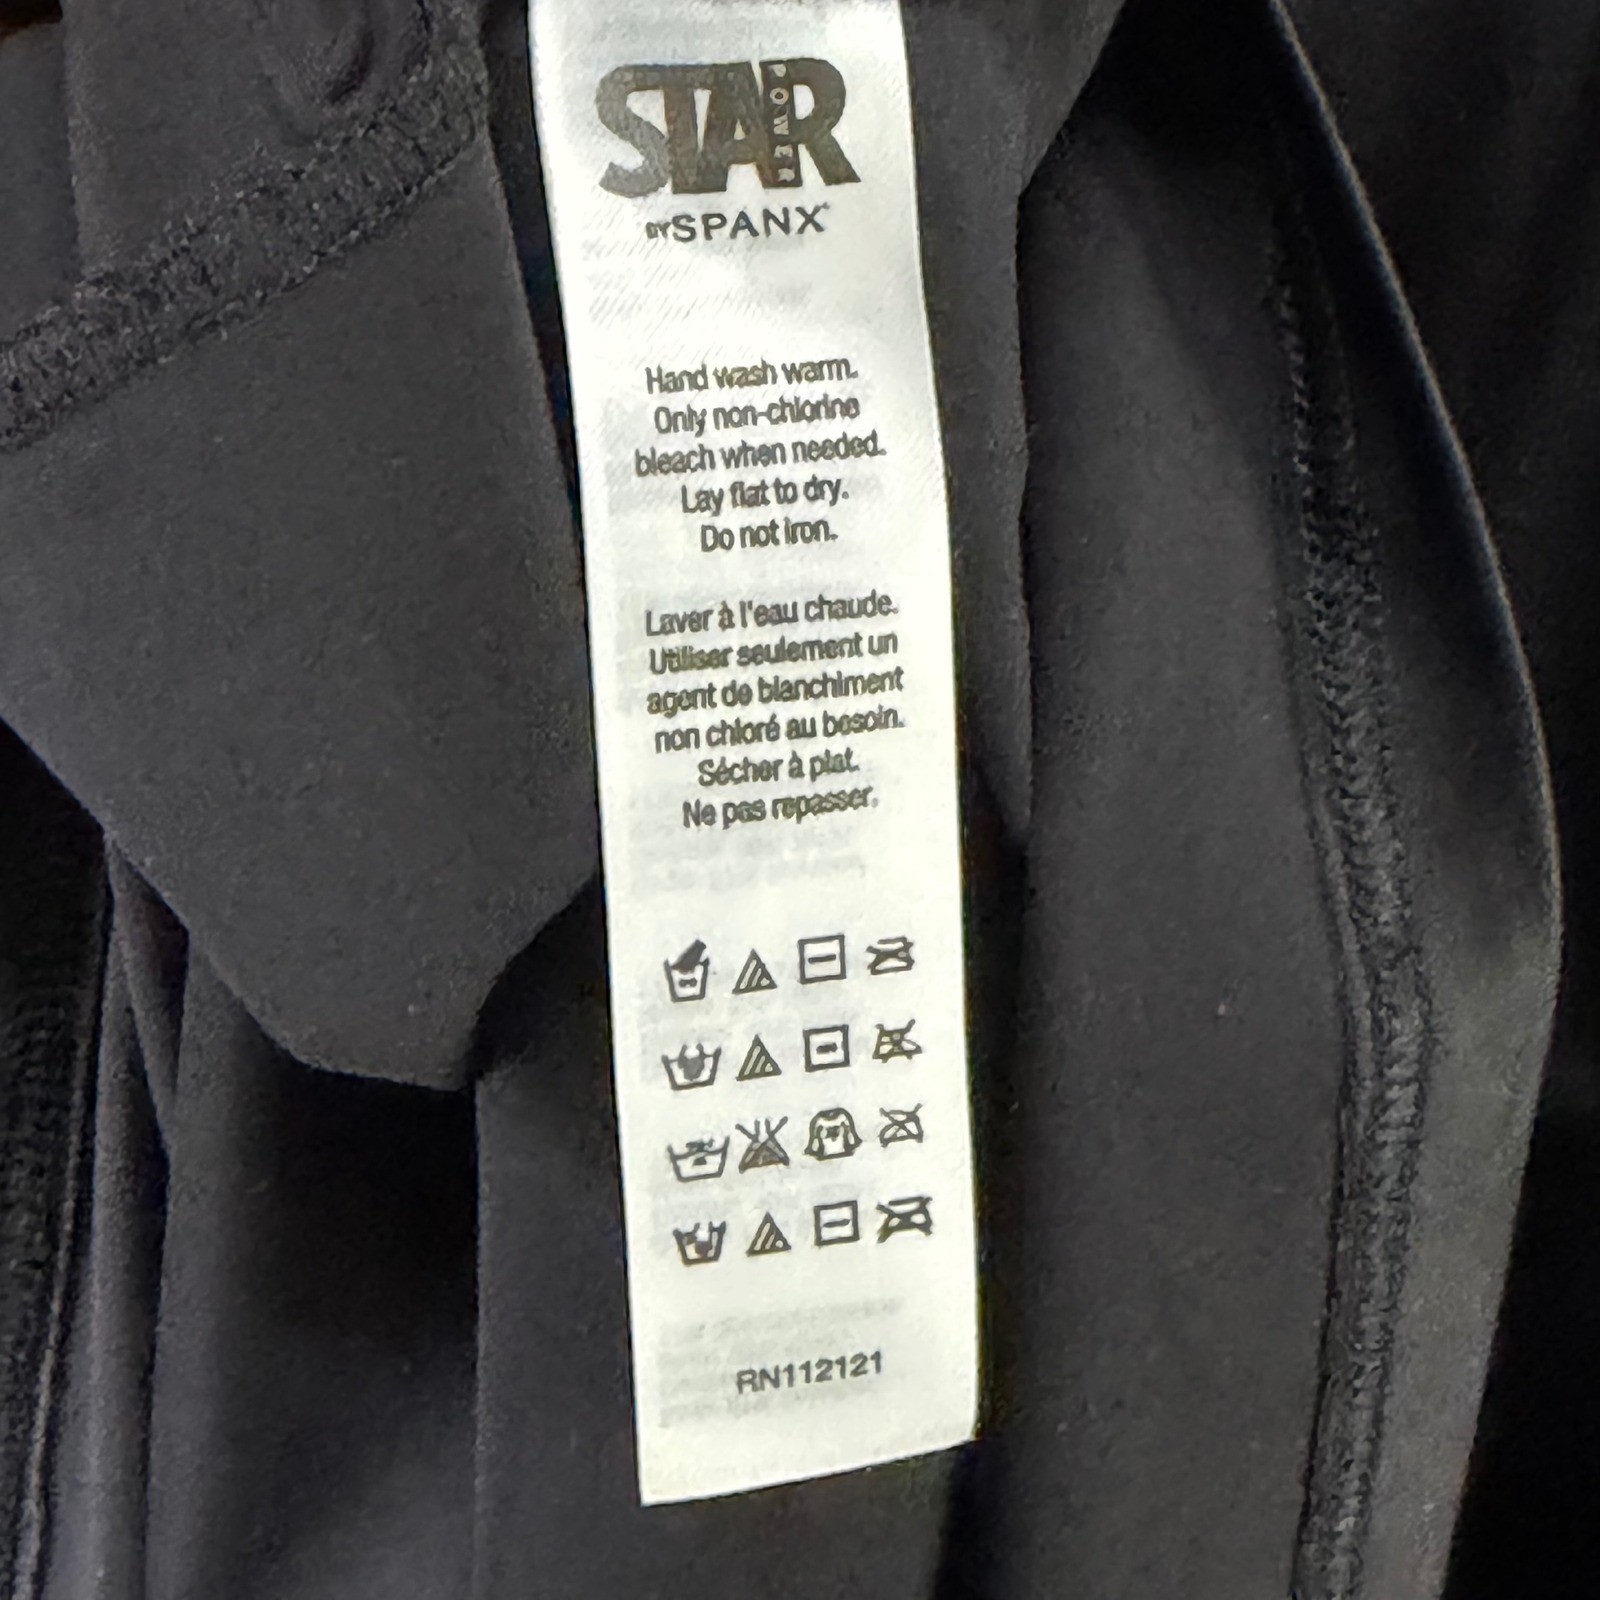 STAR
POWER
BY SPANX
Hand wash warm.
Only non-chlorine
bleach when needed.
Lay flat to dry.
Do not iron.
Laver à l'eau chaude.
Utiliser seulement un
agent de blanchiment
non chloré au besoin.
Sécher à plat.
Ne pas repasser.
RN112121